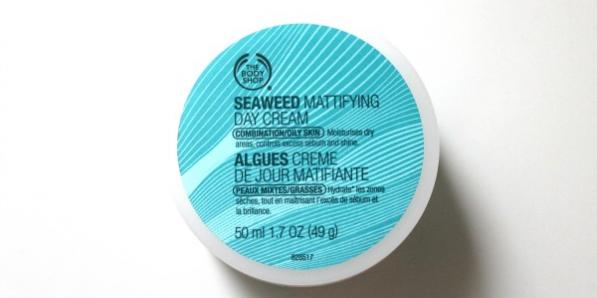 THE
BODY
SHOP
SEAWEED MATTIFYING
DAY CREAM
COMBINATION/OILY SKIN Moisturises dry
areas, controls excess sebum and shine.
ALGUES CREME
DE JOUR MATIFIANTE
PEAUX MIXTES/GRASSES Hydrate* les zones
sèches, tout en maîtrisant l'excès de sébum et
la brillance.
50 ml 1.7 OZ (49 g)